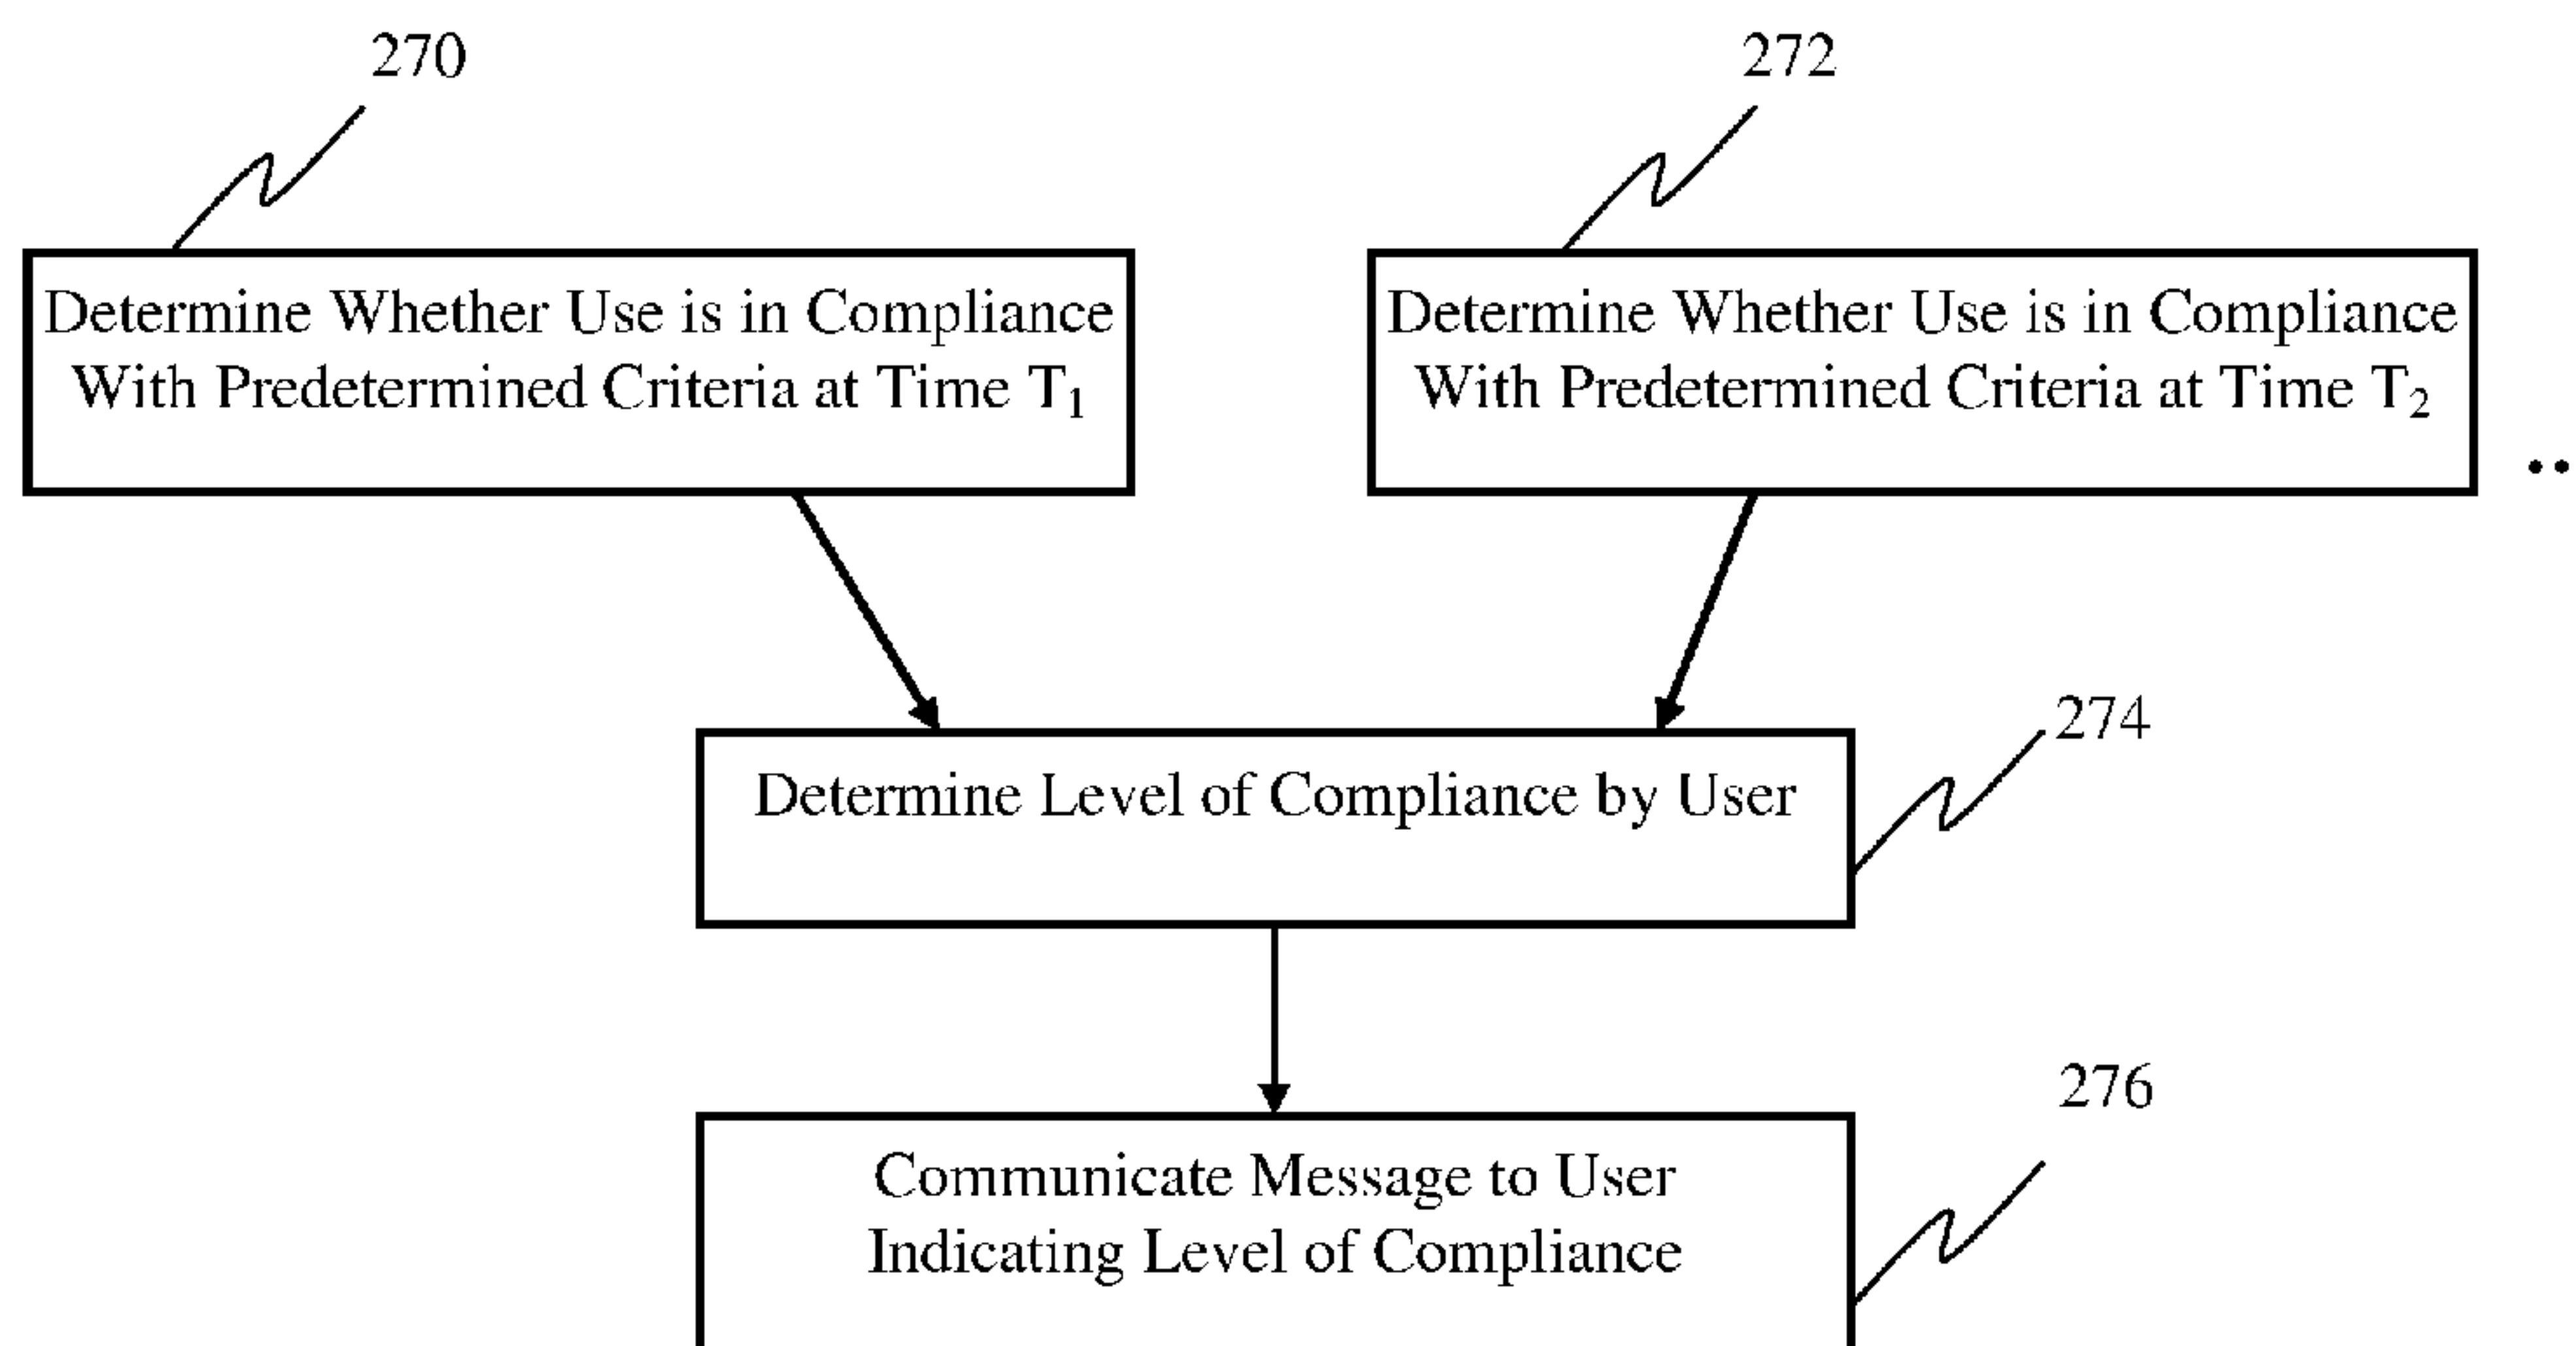 270
272
Determine Whether Use is in Compliance
With Predetermined Criteria at Time T₁
Determine Whether Use is in Compliance
With Predetermined Criteria at Time T₂
..
274
Determine Level of Compliance by User
276
Communicate Message to User
Indicating Level of Compliance